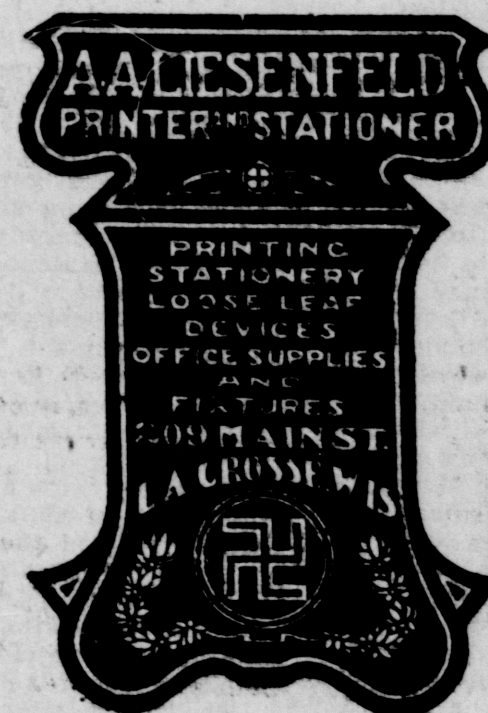 A.A. LIESENFELD
PRINTER AND STATIONER
PRINTING
STATIONERY
LOOSE LEAF
DEVICES
OFFICE SUPPLIES
AND
FIXTURES
209 MAIN ST.
LA CROSSE, WIS